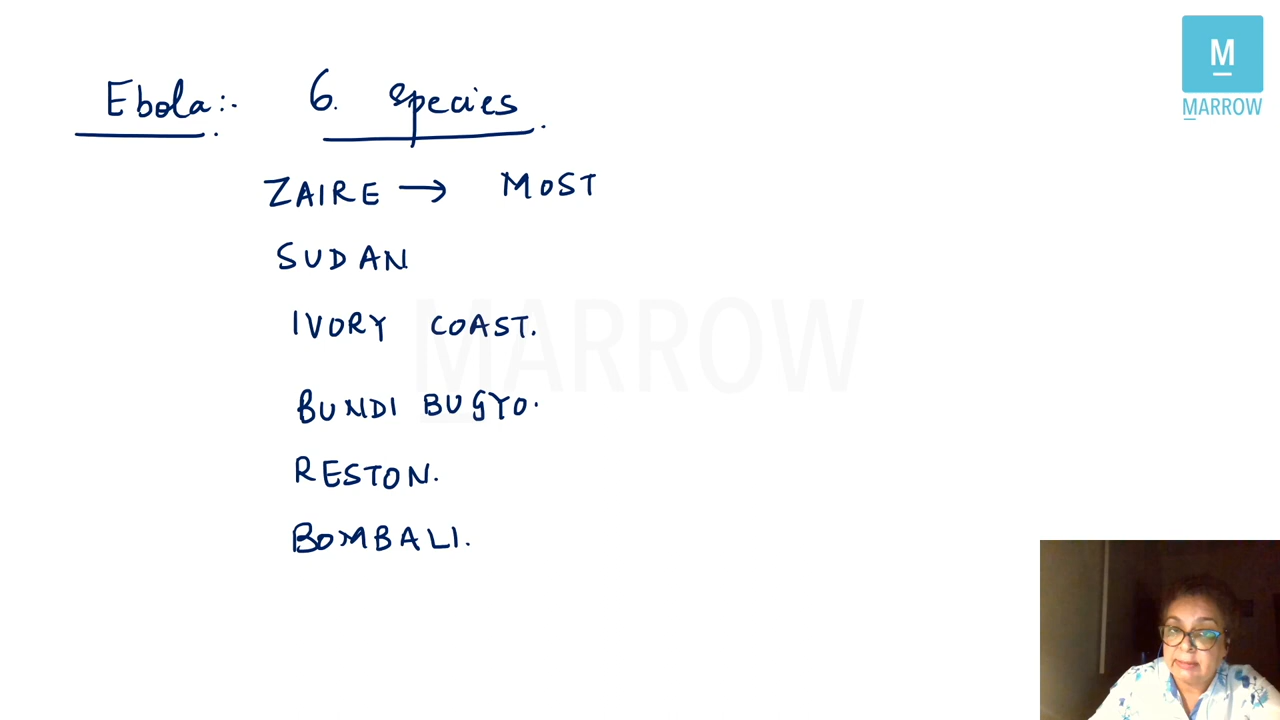 Ebola:-
6. Species.
ZAIRE → MOST
SUDAN
IVORY COAST.
BUNDI BUGYO.
RESTON.
BOMBALI.
M
MARROW
MARROW